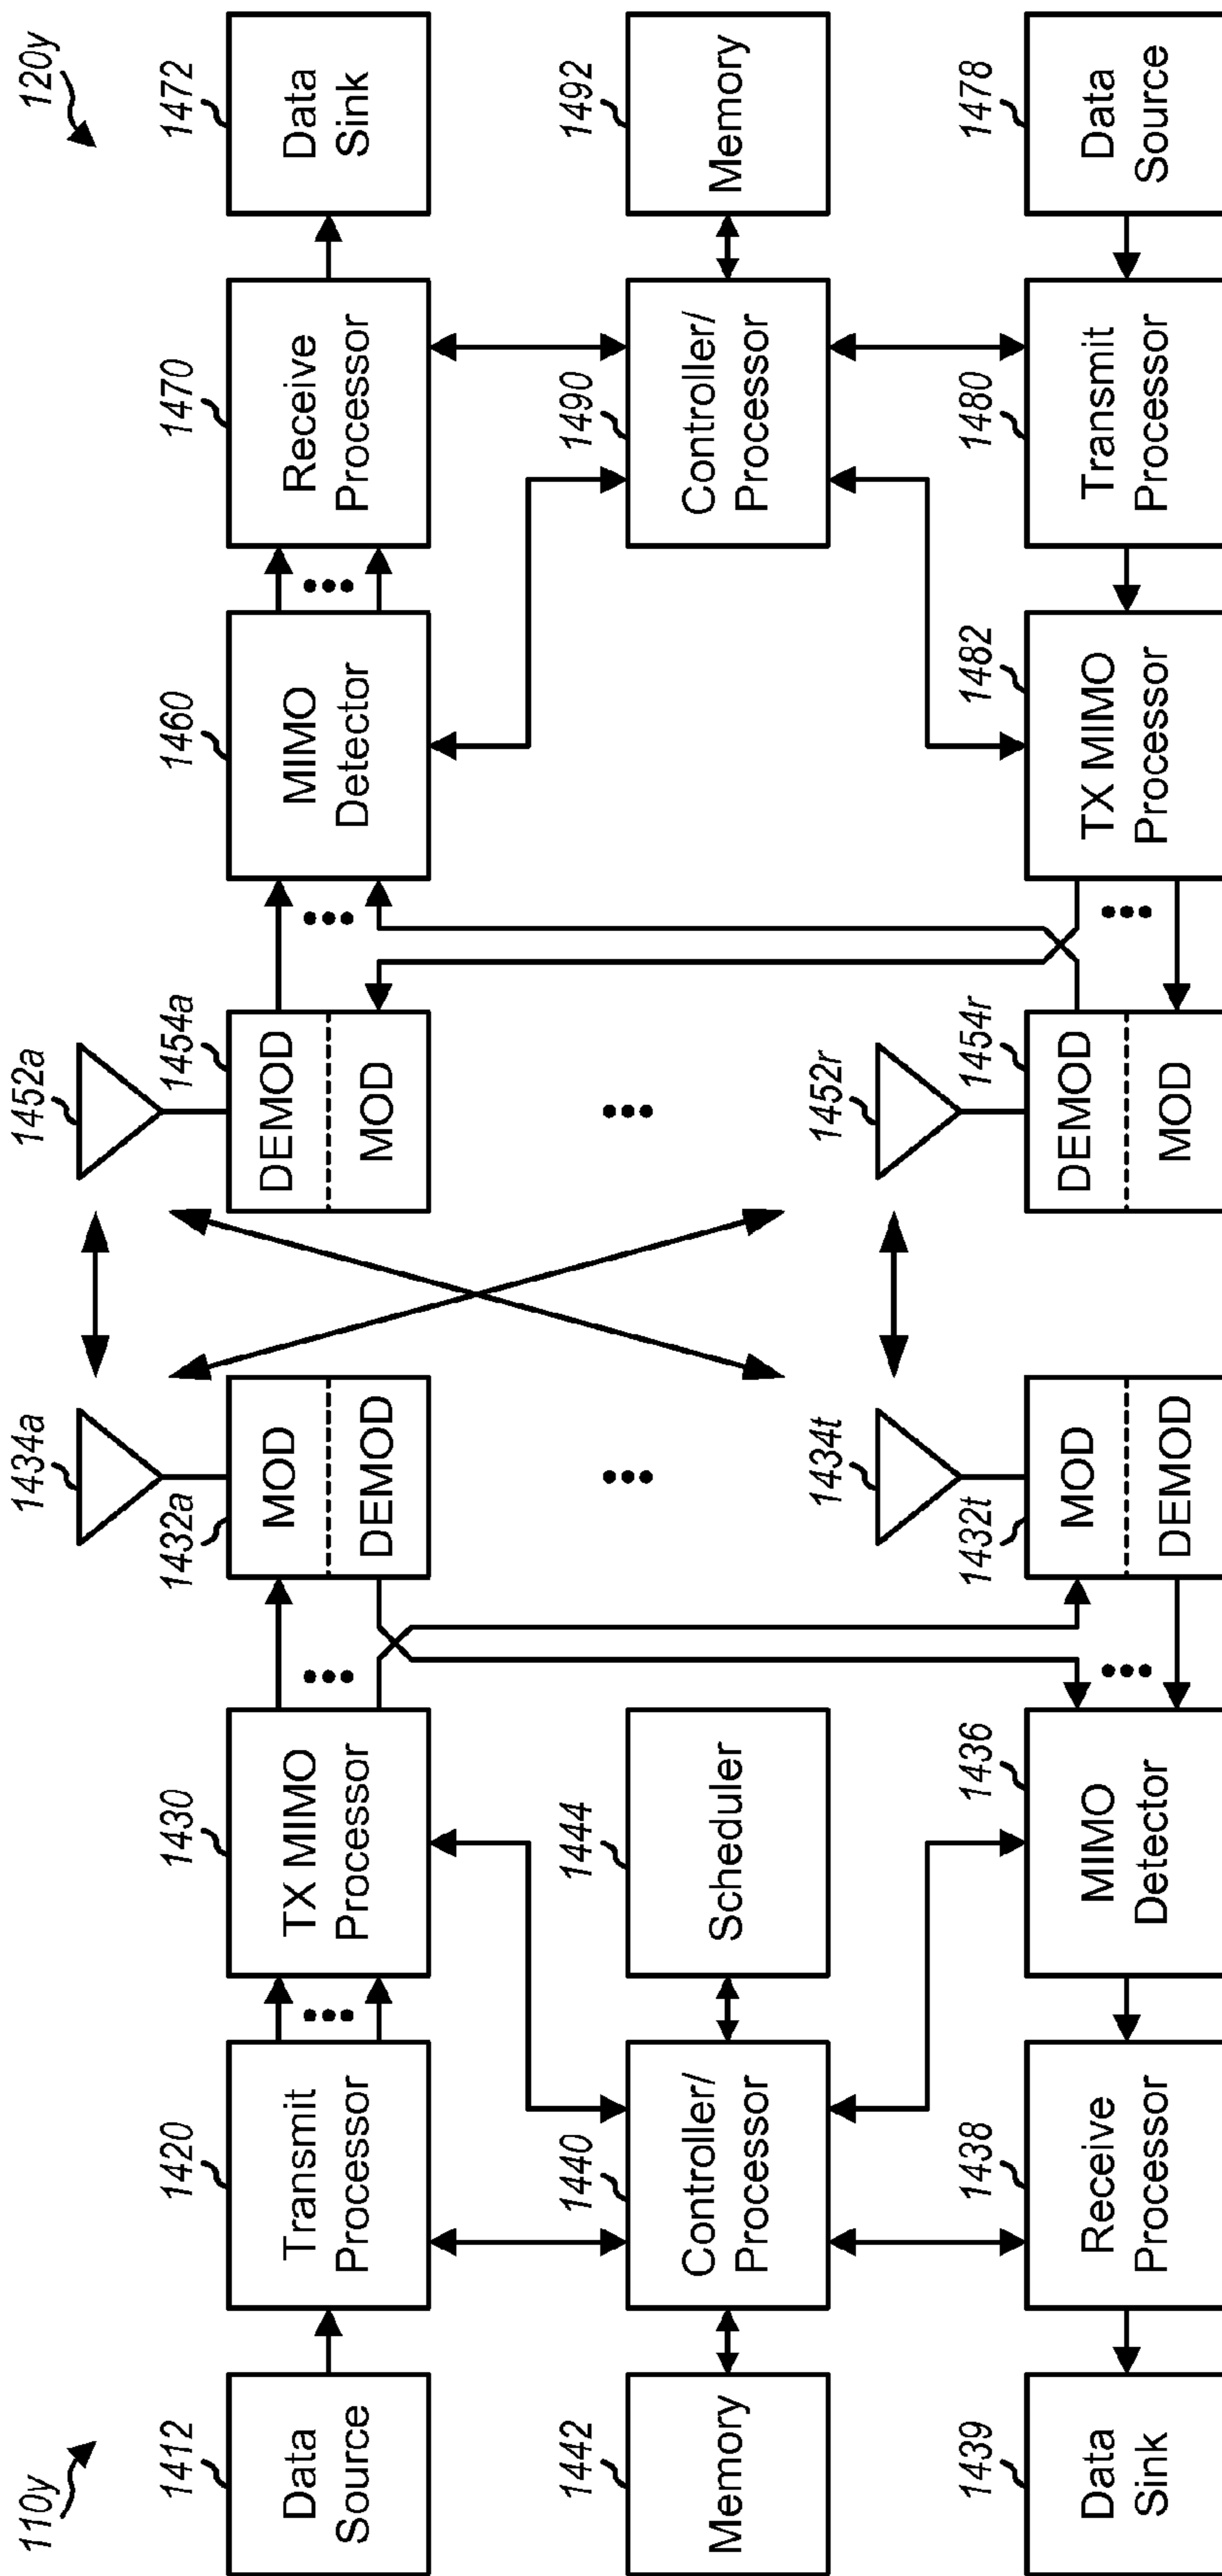 110y
120y
1412
Data
Source
1420
Transmit
Processor
1430
TX MIMO
Processor
1434a
1432a
MOD
DEMOD
1452a
1454a
DEMOD
MOD
1460
MIMO
Detector
1470
Receive
Processor
1472
Data
Sink
1442
Memory
1440
Controller/
Processor
1444
Scheduler
1490
Controller/
Processor
1492
Memory
1439
Data
Sink
1438
Receive
Processor
1436
MIMO
Detector
1434t
1432t
MOD
DEMOD
1452r
1454r
DEMOD
MOD
1482
TX MIMO
Processor
1480
Transmit
Processor
1478
Data
Source